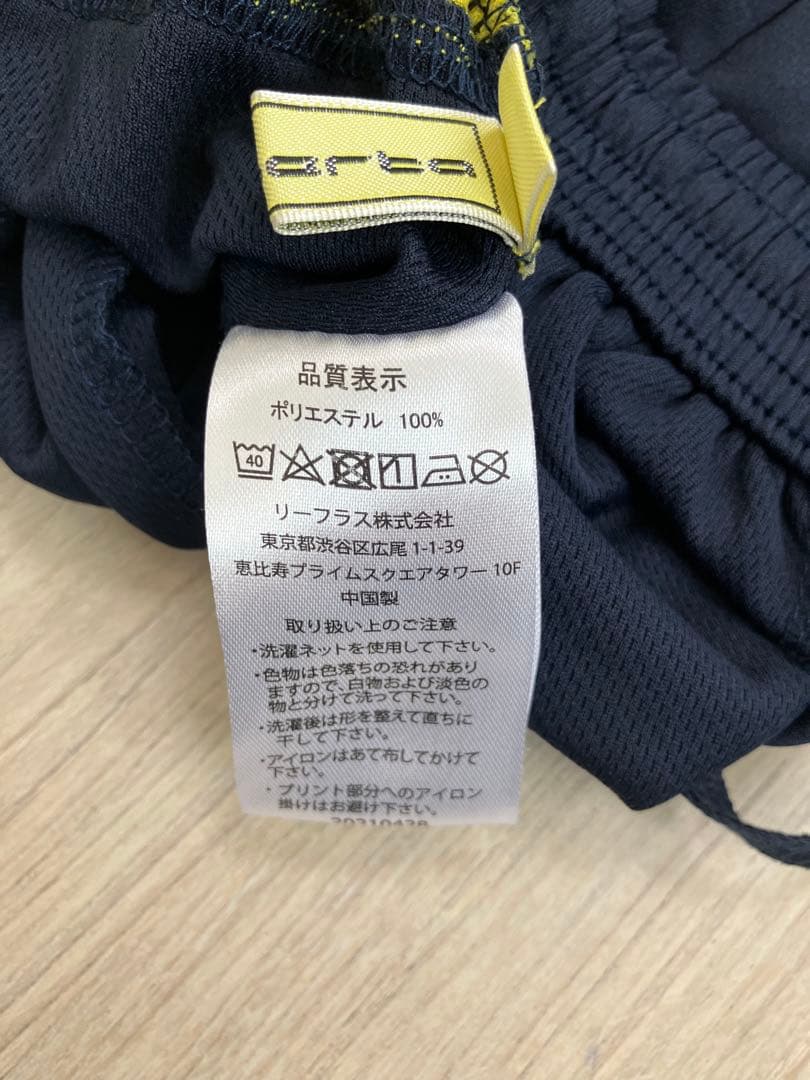 arta
品質表示
ポリエステル 100%
40
リーフラス株式会社
東京都渋谷区広尾1-1-39
恵比寿プライムスクエアタワー10F
中国製
取り扱い上のご注意
・洗濯ネットを使用して下さい。
・色物は色落ちの恐れがあり
ますので、白物および淡色の
物と分けて洗って下さい。
・洗濯後は形を整えて直ちに
干して下さい。
・アイロンはあて布してかけて
下さい。
・プリント部分へのアイロン
掛けはお避け下さい。
20210428